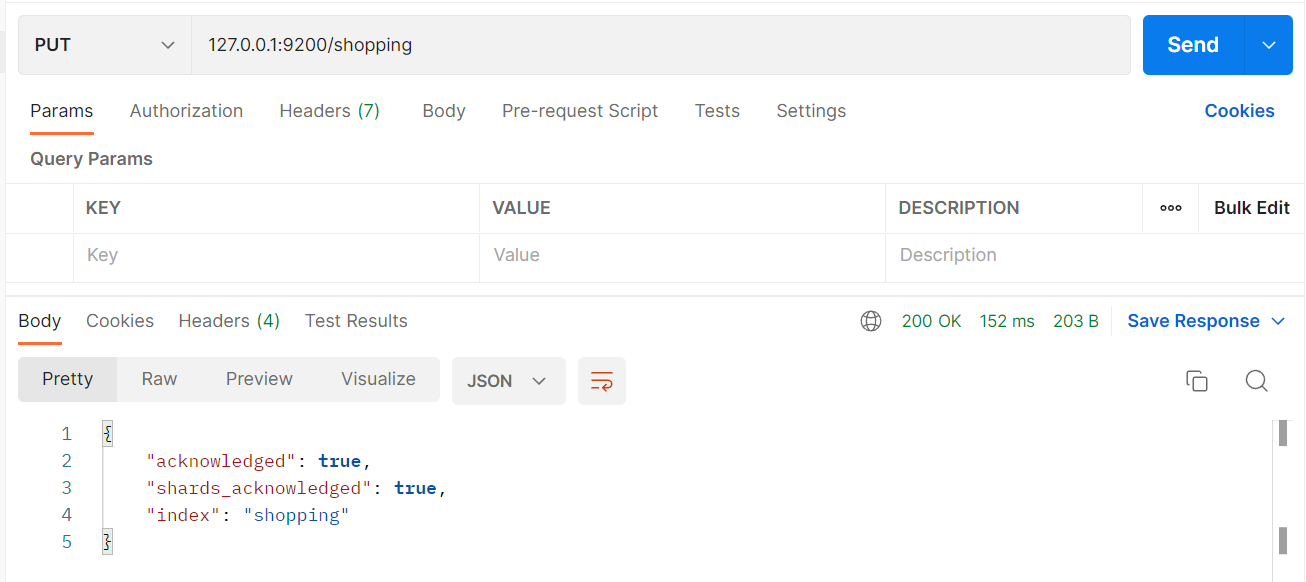 PUT 127.0.0.1:9200/shopping Send
Params Authorization Headers (7) Body Pre-request Script Tests Settings Cookies
Query Params
KEY VALUE DESCRIPTION Bulk Edit
Key Value Description
Body Cookies Headers (4) Test Results 200 OK 152 ms 203 B Save Response
Pretty Raw Preview Visualize JSON
1 {
2 "acknowledged": true,
3 "shards_acknowledged": true,
4 "index": "shopping"
5 }